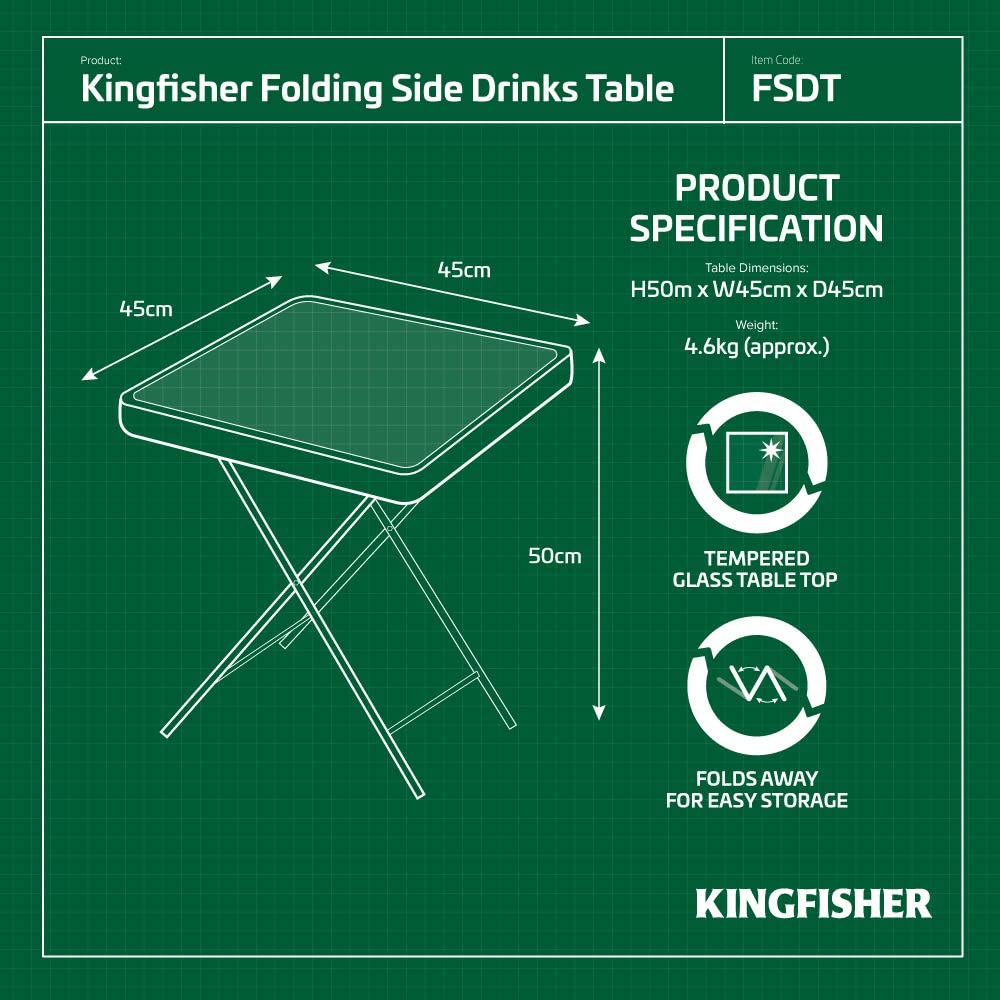 Product:
Kingfisher Folding Side Drinks Table
Item Code:
FSDT
PRODUCT
SPECIFICATION
Table Dimensions:
H50m x W45cm x D45cm
Weight:
4.6kg (approx.)
45cm
45cm
50cm
TEMPERED
GLASS TABLE TOP
FOLDS AWAY
FOR EASY STORAGE
KINGFISHER